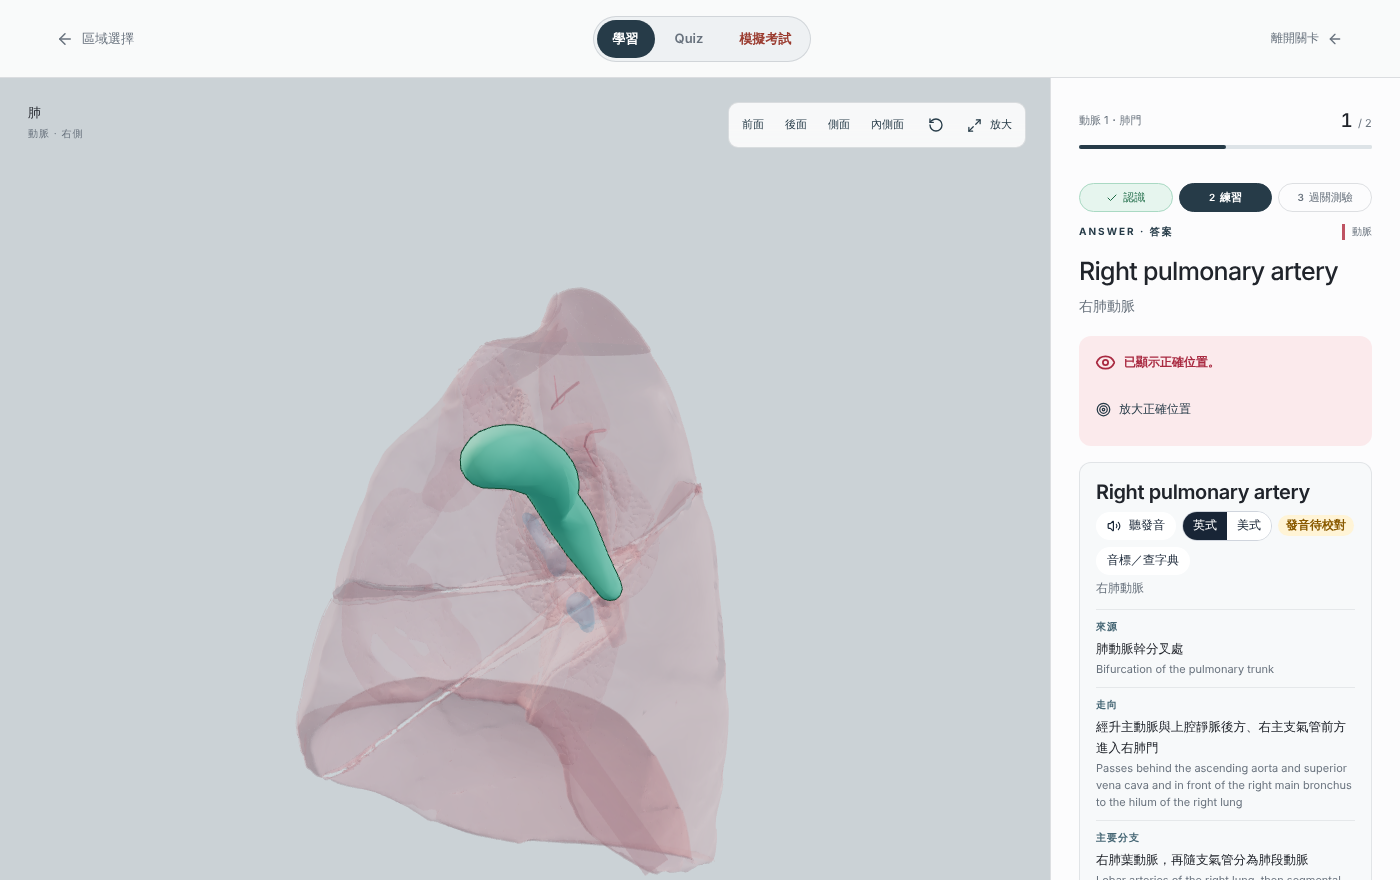 區域選擇
學習
Quiz
模擬考試
離開關卡
肺
動脈 · 右側
前面
後面
側面
內側面
放大
動脈 1 · 肺門
1 / 2
認識
2 練習
3 過關測驗
ANSWER · 答案
動脈
Right pulmonary artery
右肺動脈
已顯示正確位置。
放大正確位置
Right pulmonary artery
聽發音
英式
美式
發音待校對
音標／查字典
右肺動脈
來源
肺動脈幹分叉處
Bifurcation of the pulmonary trunk
走向
經升主動脈與上腔靜脈後方、右主支氣管前方
進入右肺門
Passes behind the ascending aorta and superior
vena cava and in front of the right main bronchus
to the hilum of the right lung
主要分支
右肺葉動脈，再隨支氣管分為肺段動脈
Lobar arteries of the right lung, then segmental